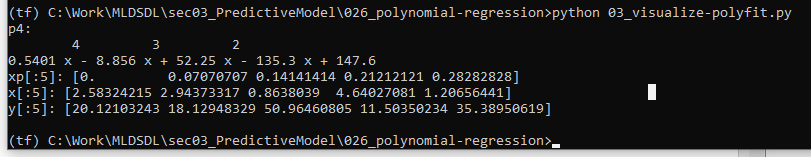 (tf) C:\Work\MLDSDL\sec03_PredictiveModel\026_polynomial-regression>python 03_visualize-polyfit.py
p4:
        4         3         2
0.5401 x - 8.856 x + 52.25 x - 135.3 x + 147.6
xp[:5]: [0.         0.07070707 0.14141414 0.21212121 0.28282828]
x[:5]: [2.58324215 2.94373317 0.8638039  4.64027081 1.20656441]
y[:5]: [20.12103243 18.12948329 50.96460805 11.50350234 35.38950619]
(tf) C:\Work\MLDSDL\sec03_PredictiveModel\026_polynomial-regression>